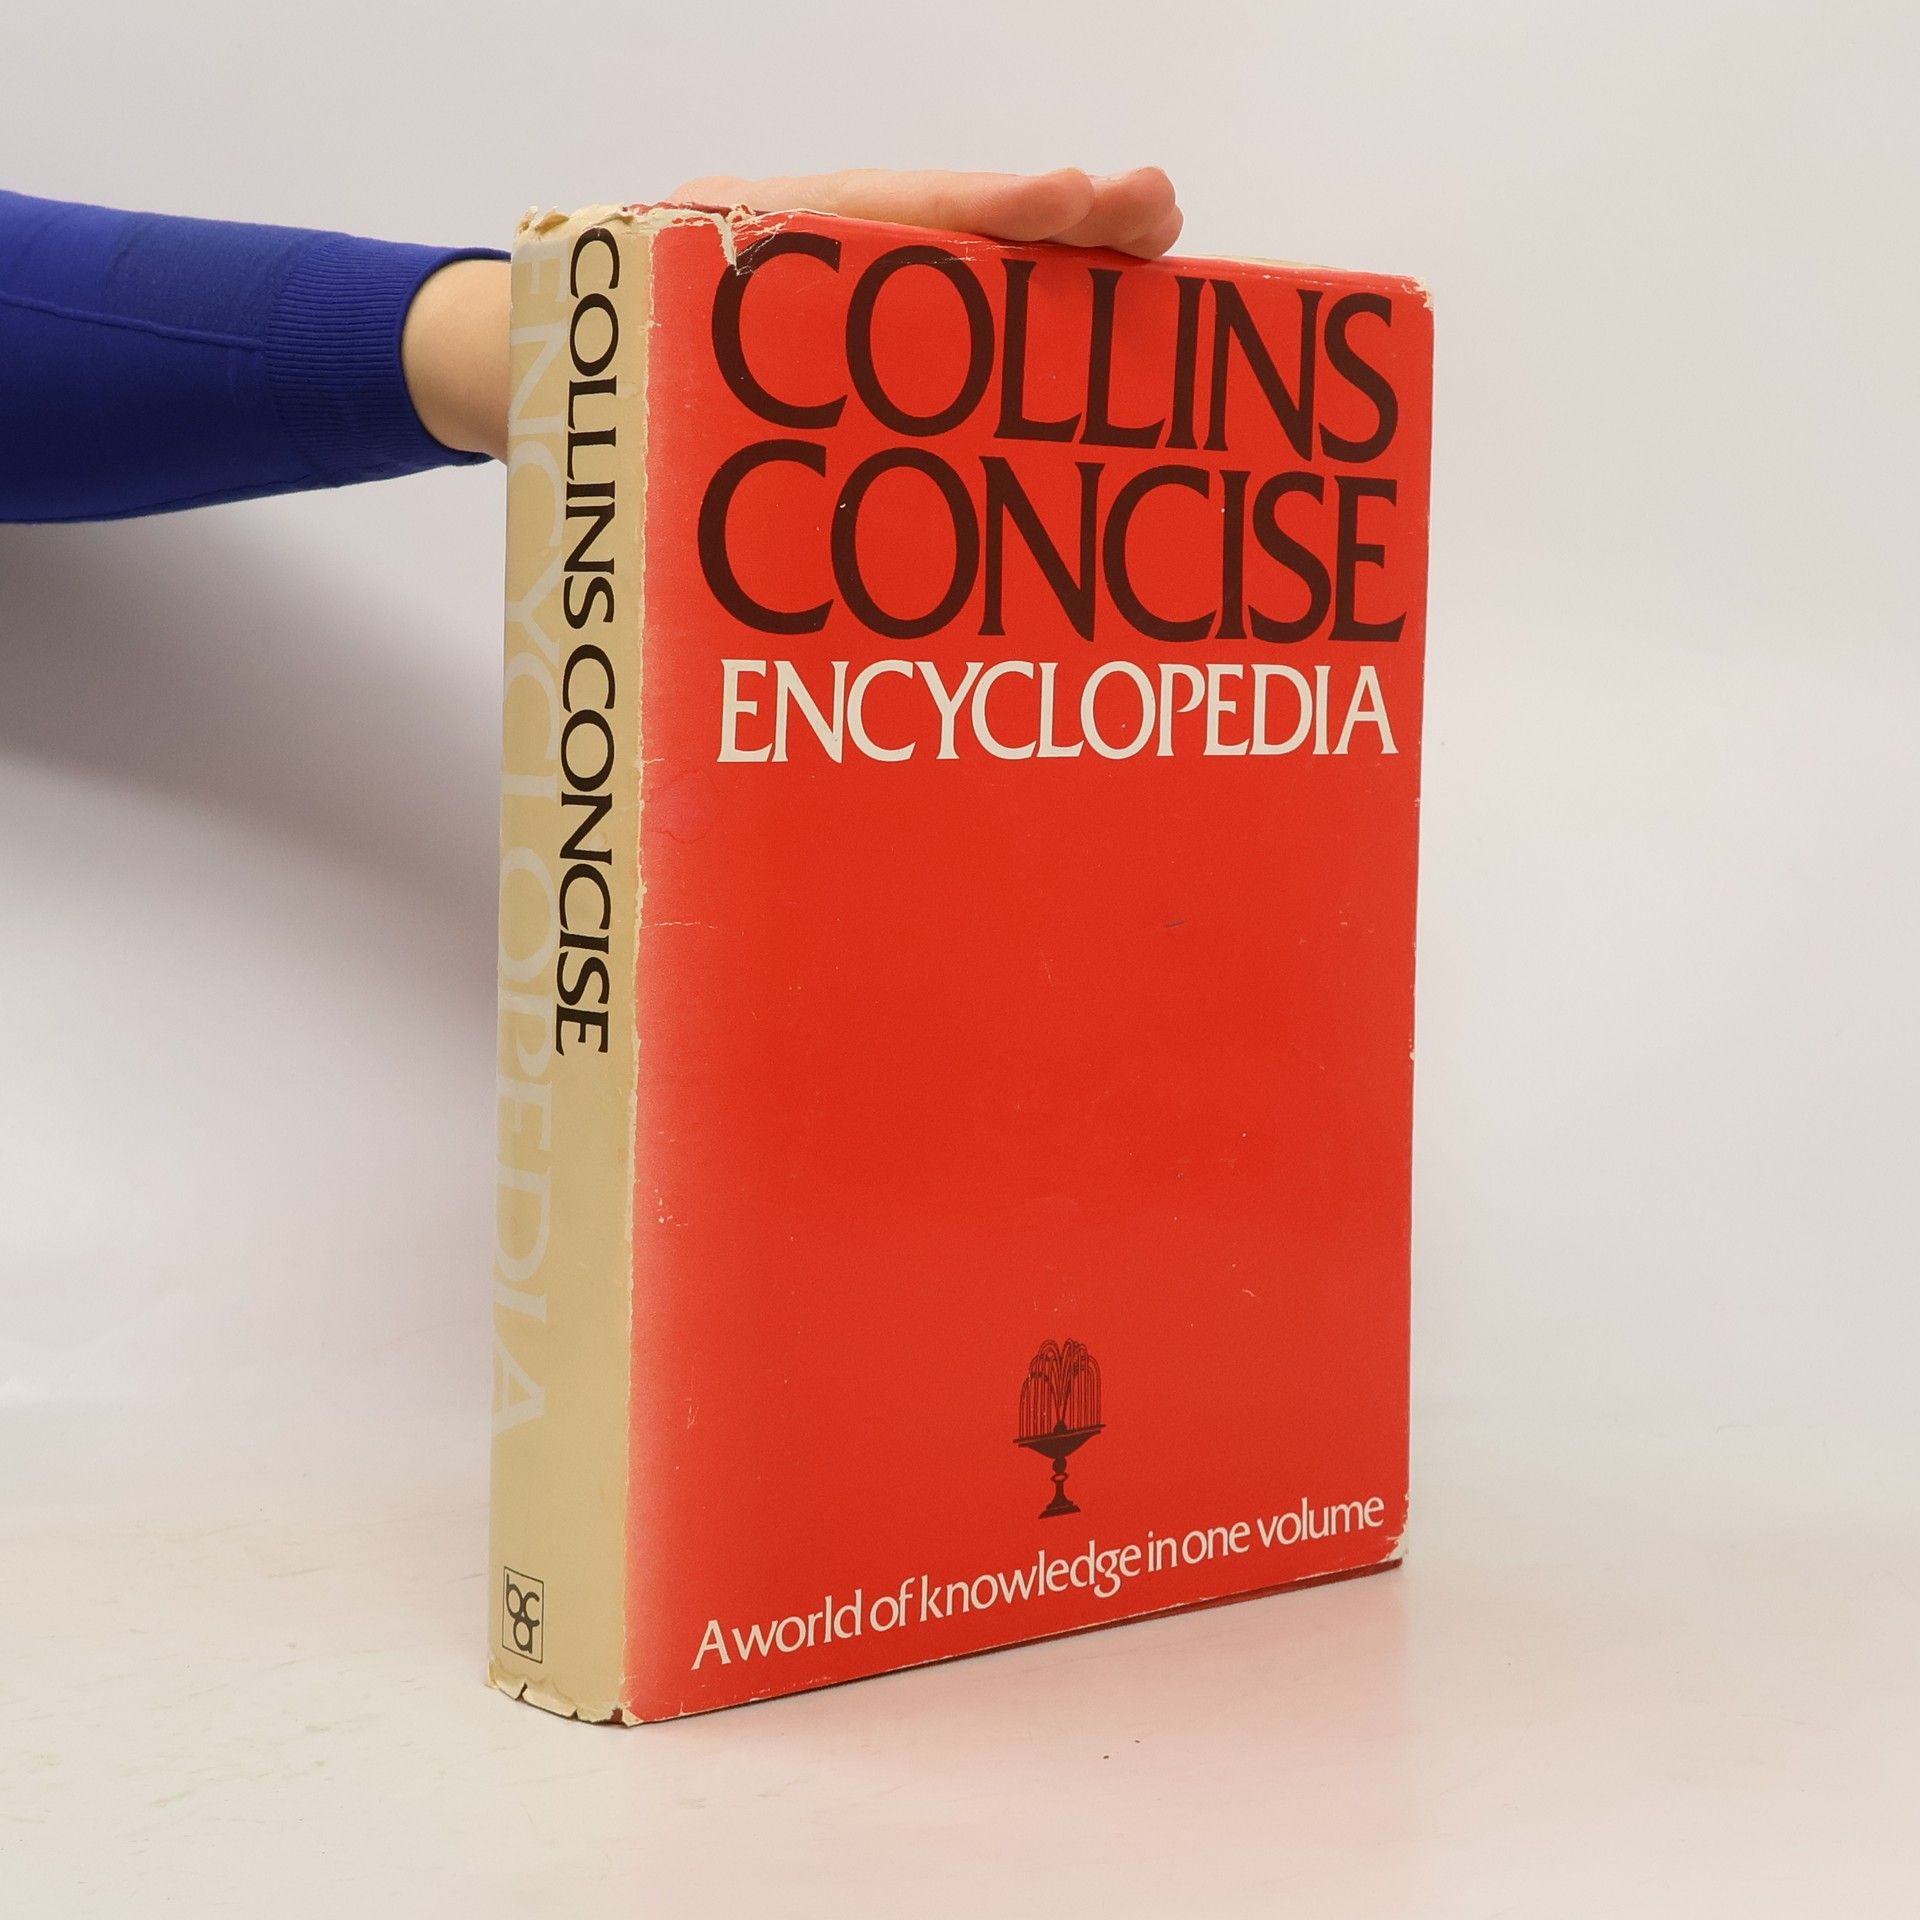 COLLINS CONCISE
ENCYCLOPEDIA
bca
COLLINS
CONCISE
ENCYCLOPEDIA
A world of knowledge in one volume